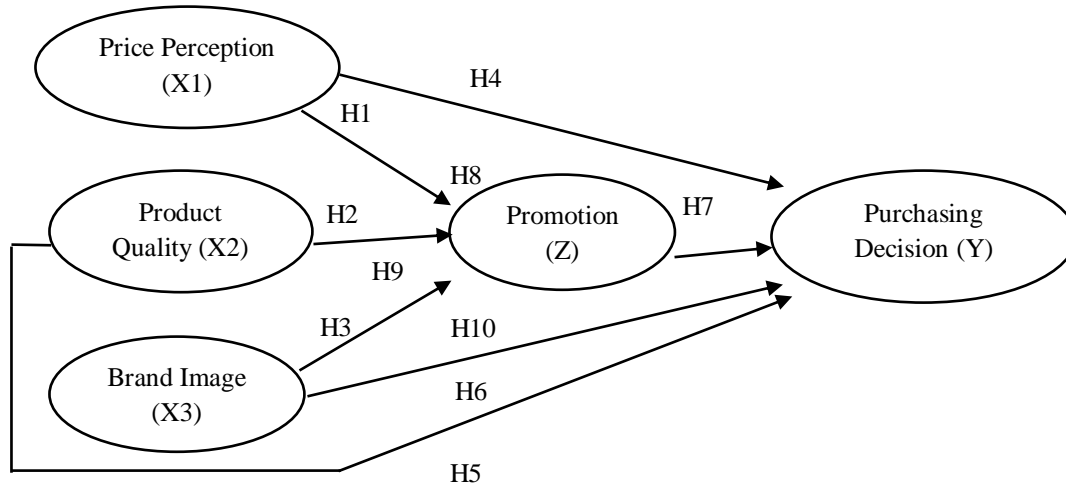 Price Perception
(X1)
H4
H1
H8
Product
Quality (X2)
H2
Promotion
(Z)
H7
Purchasing
Decision (Y)
H9
H3
H10
Brand Image
(X3)
H6
H5